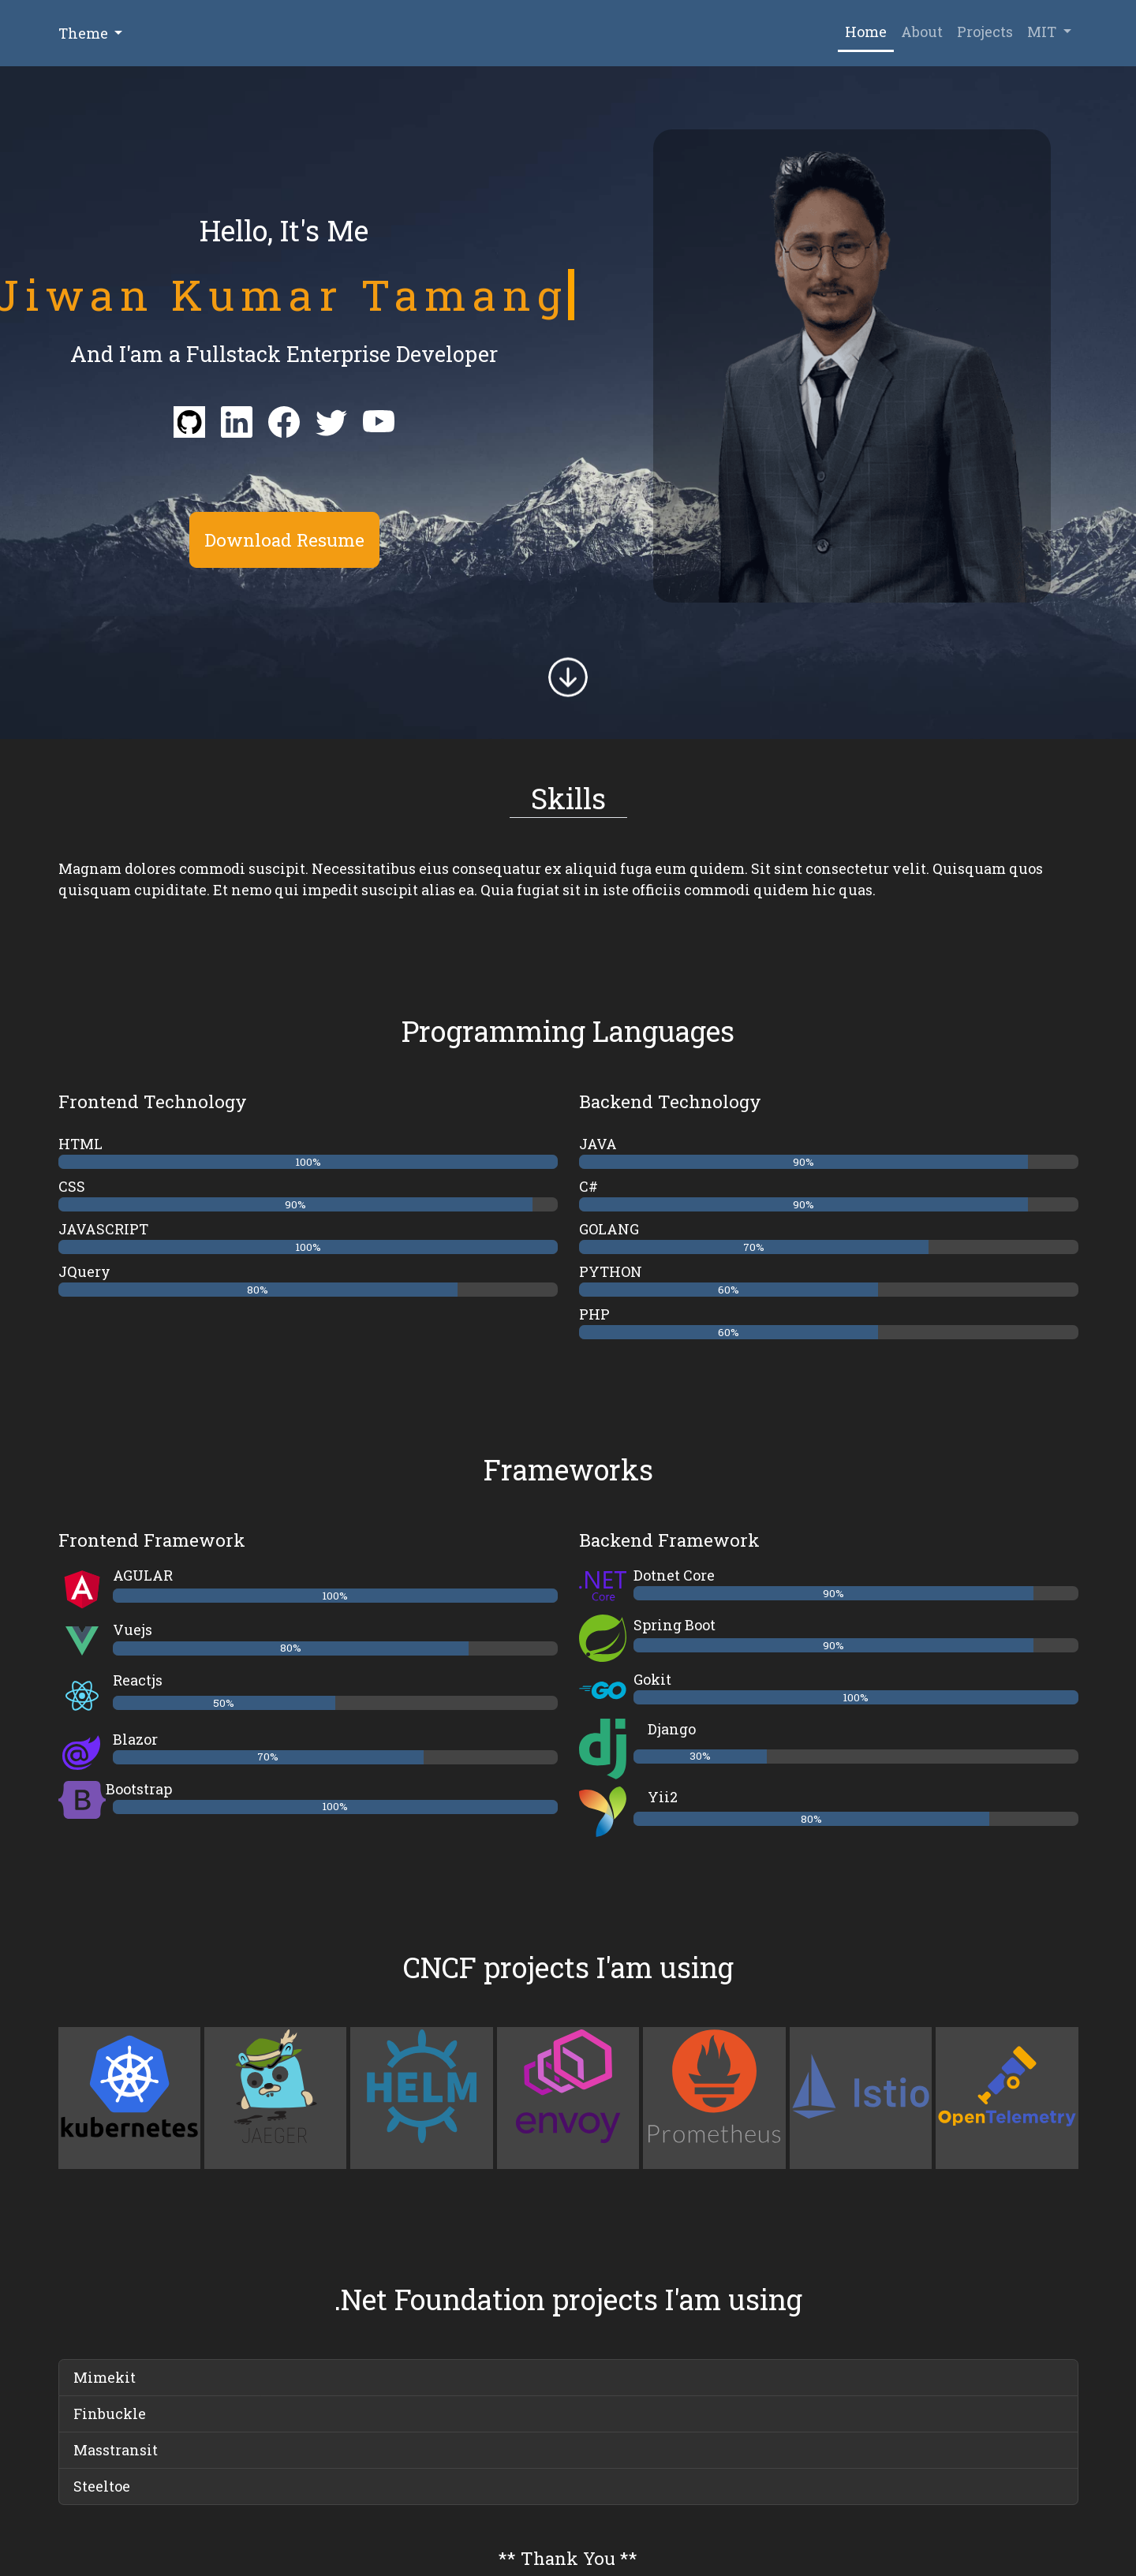 Theme
Home About Projects MIT
Hello, It's Me
Jiwan Kumar Tamang
And I'am a Fullstack Enterprise Developer
in
Download Resume
Skills
Magnam dolores commodi suscipit. Necessitatibus eius consequatur ex aliquid fuga eum quidem. Sit sint consectetur velit. Quisquam quos
quisquam cupiditate. Et nemo qui impedit suscipit alias ea. Quia fugiat sit in iste officiis commodi quidem hic quas.
Programming Languages
Frontend Technology
HTML
100%
CSS
90%
JAVASCRIPT
100%
JQuery
80%
Backend Technology
JAVA
90%
C#
90%
GOLANG
70%
PYTHON
60%
PHP
60%
Frameworks
Frontend Framework
A
AGULAR
100%
Vuejs
80%
Reactjs
50%
@
Blazor
70%
B
Bootstrap
100%
Backend Framework
.NET
Core
Dotnet Core
90%
Spring Boot
90%
GO
Gokit
100%
dj
Django
30%
Yii2
80%
CNCF projects I'am using
kubernetes
JAEGER
HELM
envoy
Prometheus
Istio
OpenTelemetry
.Net Foundation projects I'am using
Mimekit
Finbuckle
Masstransit
Steeltoe
** Thank You **